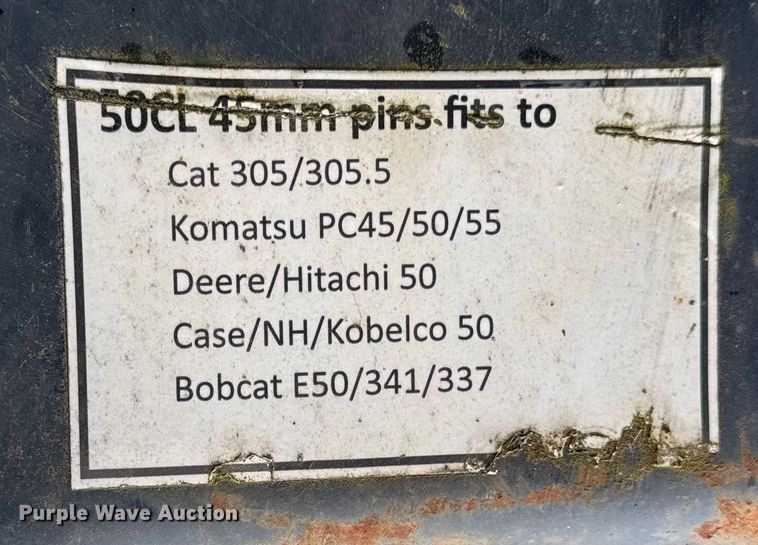 50CL 45mm pins fits to
Cat 305/305.5
Komatsu PC45/50/55
Deere/Hitachi 50
Case/NH/Kobelco 50
Bobcat E50/341/337
Purple Wave Auction